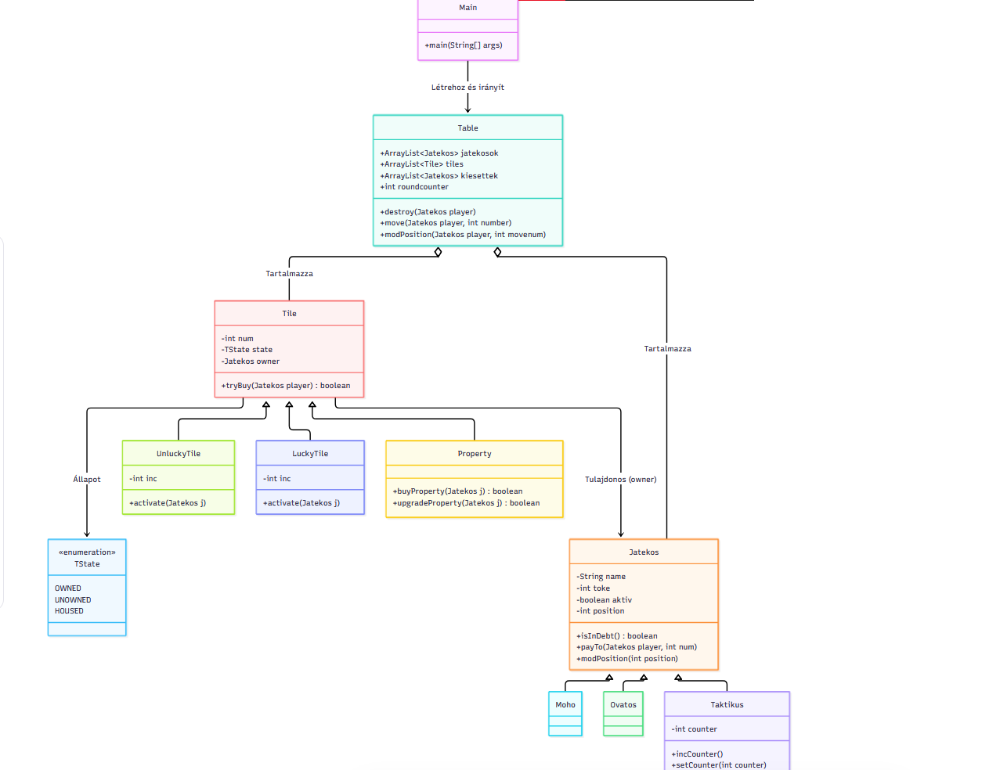 Main
+main(String[] args)
Létrehoz és irányít
Table
+ArrayList<Jatekos> jatekosok
+ArrayList<Tile> tiles
+ArrayList<Jatekos> kiesettek
+int roundcounter
+destroy(Jatekos player)
+move(Jatekos player, int number)
+modPosition(Jatekos player, int movenum)
Tartalmazza
Tile
-int num
-TState state
-Jatekos owner
+tryBuy(Jatekos player) : boolean
Tartalmazza
UnluckyTile
-int inc
+activate(Jatekos j)
LuckyTile
-int inc
+activate(Jatekos j)
Property
+buyProperty(Jatekos j) : boolean
+upgradeProperty(Jatekos j) : boolean
Állapot
Tulajdonos (owner)
«enumeration»
TState
OWNED
UNOWNED
HOUSED
Jatekos
-String name
-int toke
-boolean aktiv
-int position
+isInDebt() : boolean
+payTo(Jatekos player, int num)
+modPosition(int position)
Moho
Ovatos
Taktikus
-int counter
+incCounter()
+setCounter(int counter)